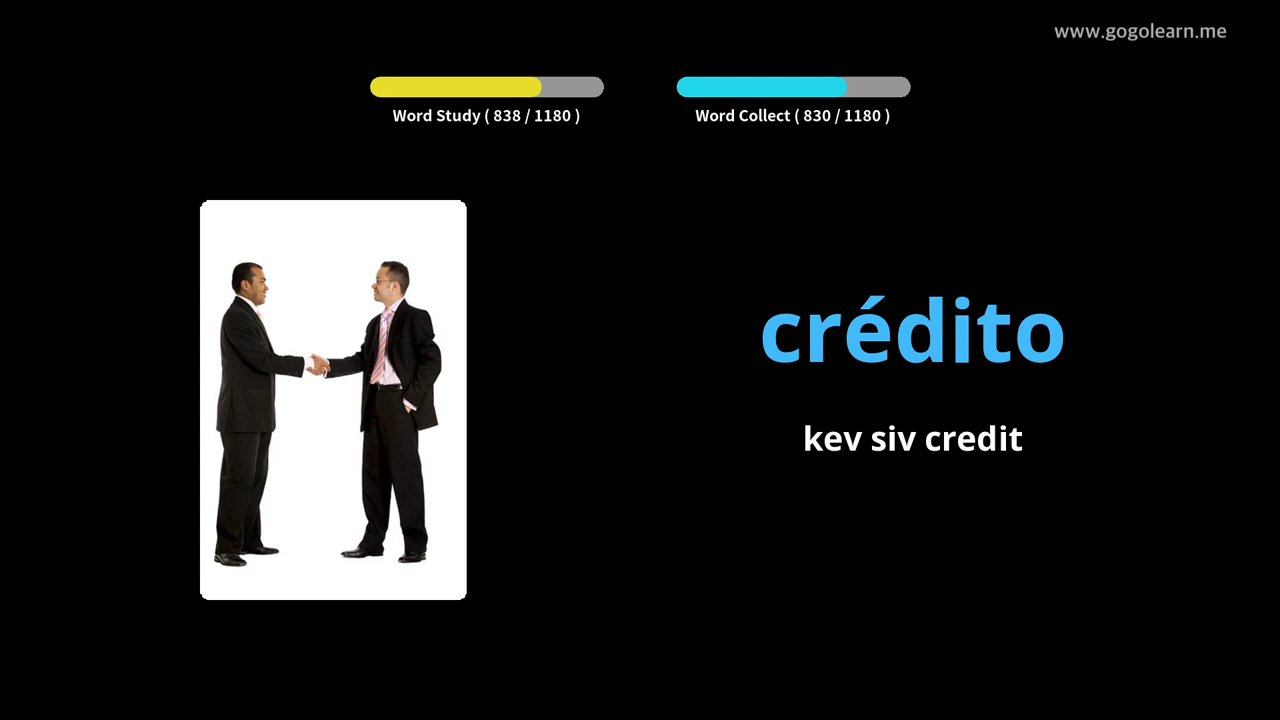 www.gogolearn.me
Word Study ( 838 / 1180 )
Word Collect ( 830 / 1180 )
crédito
kev siv credit